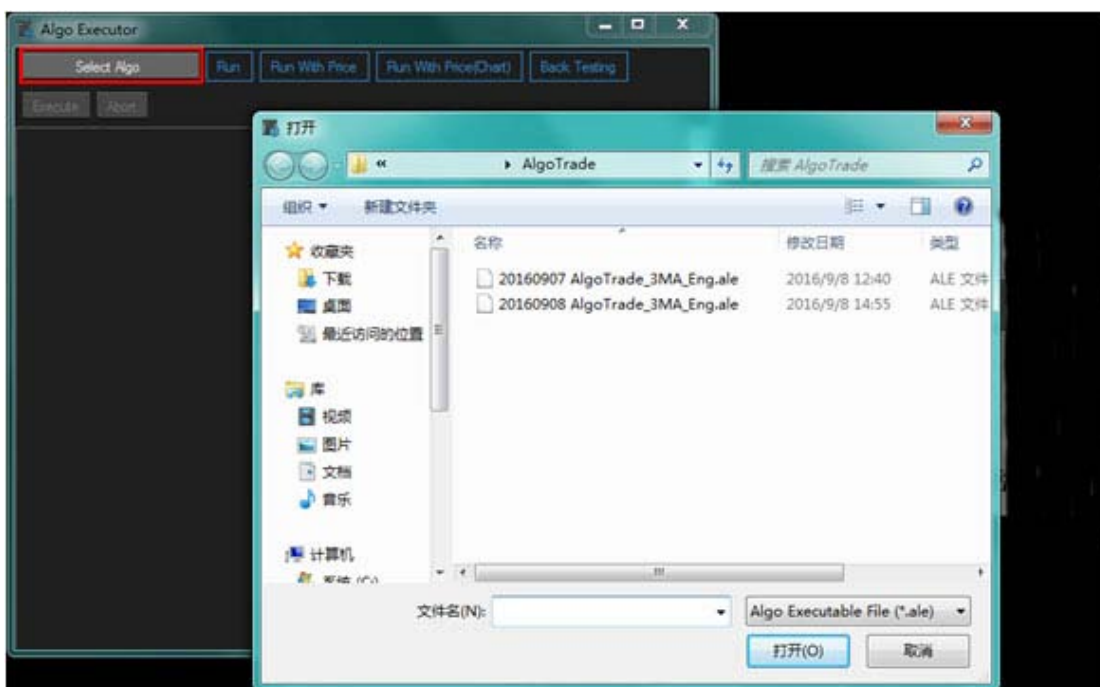 Algo Executor
Select Algo Run Run With Price Run With Price(Chart) Back Testing
Execute Abort
打开
« AlgoTrade 搜索 AlgoTrade
组织 新建文件夹
名称 修改日期 类型
收藏夹
20160907 AlgoTrade_3MA_Eng.ale 2016/9/8 12:40 ALE 文件
下载
20160908 AlgoTrade_3MA_Eng.ale 2016/9/8 14:55 ALE 文件
桌面
最近访问的位置
库
视频
图片
文档
音乐
计算机
系统 (C:)
文件名(N): Algo Executable File (*.ale)
打开(O) 取消